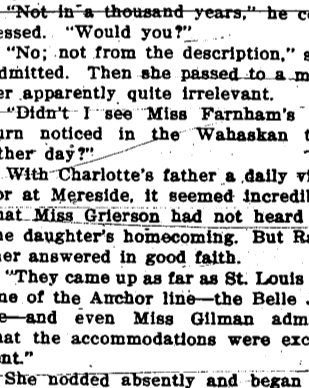 "Not in a thousand years," he c
essed. "Would you?"
"No; not from the description," s
dmitted. Then she passed to a m
er apparently quite irrelevant.
"Didn't I see Miss Farnham's
urn noticed in the Wahaskan t
ther day?"
With Charlotte's father a daily vi
or at Mereside, it seemed incredil
hat Miss Grierson had not heard
he daughter's homecoming. But R
her answered in good faith.
"They came up as far as St. Louis
ne of the Anchor line—the Belle
e—and even Miss Gilman adm
hat the accommodations were exc
ent."
She nodded absently and began